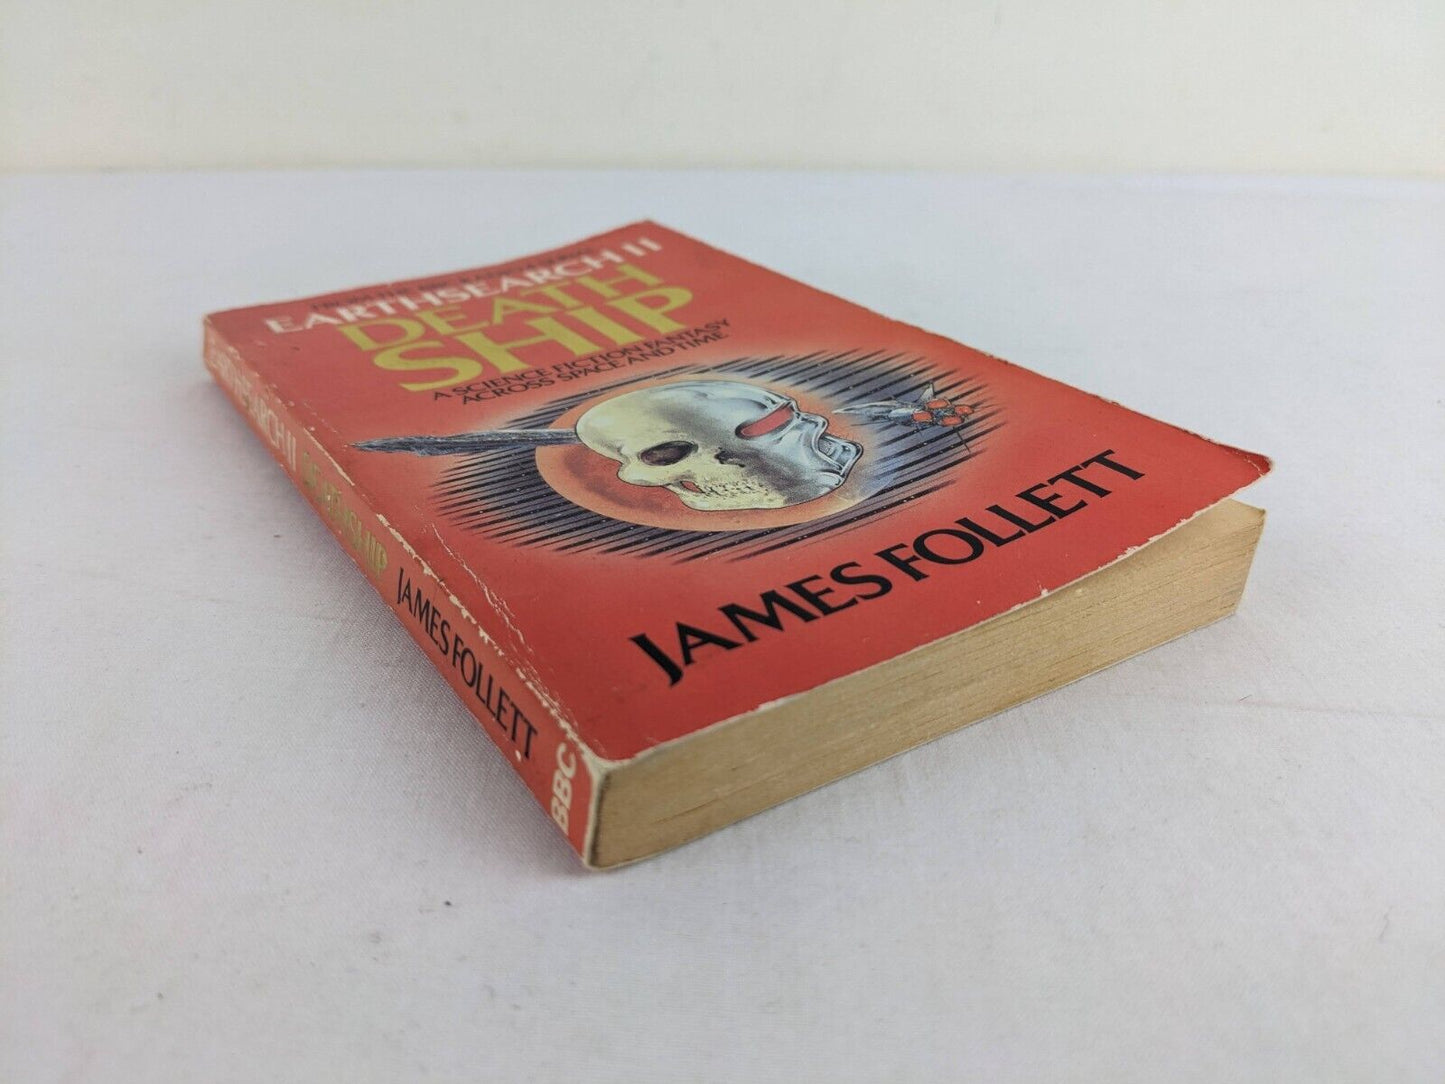 EARTHSEARCH II
DEATH
SHIP
A SCIENCE FICTION FANTASY
ACROSS SPACE AND TIME
JAMES FOLLETT
EARTHSEARCH II DEATHSHIP JAMES FOLLETT BBC